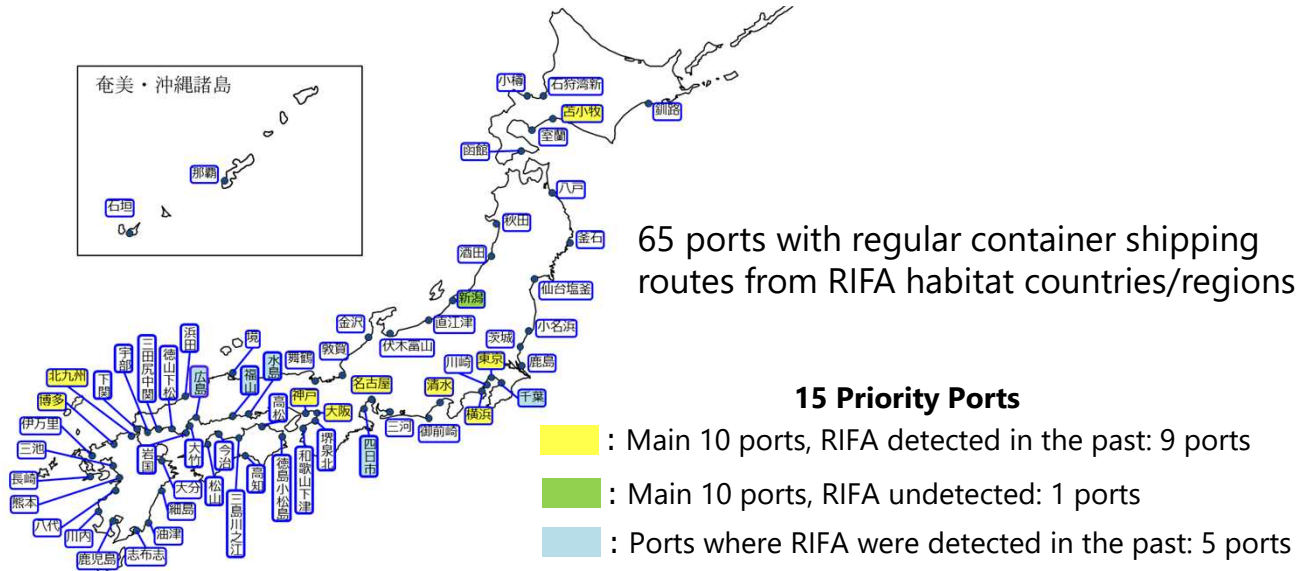 奄美・沖縄諸島
那覇
石垣
小樽
石狩湾新
苫小牧
釧路
室蘭
函館
八戸
秋田
釜石
酒田
仙台塩釜
新潟
直江津
小名浜
金沢
伏木富山
茨城
浜田
境
敦賀
舞鶴
川崎
東京
鹿島
三田尻中関
徳山下松
宇部
水島
名古屋
清水
北九州
下関
広島
福山
神戸
千葉
博多
高松
大阪
横浜
伊万里
三河
御前崎
三池
岩国
大竹
今治
堺泉北
四日市
長崎
大分
松山
高知
徳島小松島
和歌山下津
熊本
細島
三島川之江
八代
川内
油津
鹿児島
志布志
65 ports with regular container shipping
routes from RIFA habitat countries/regions
15 Priority Ports
: Main 10 ports, RIFA detected in the past: 9 ports
: Main 10 ports, RIFA undetected: 1 ports
: Ports where RIFA were detected in the past: 5 ports